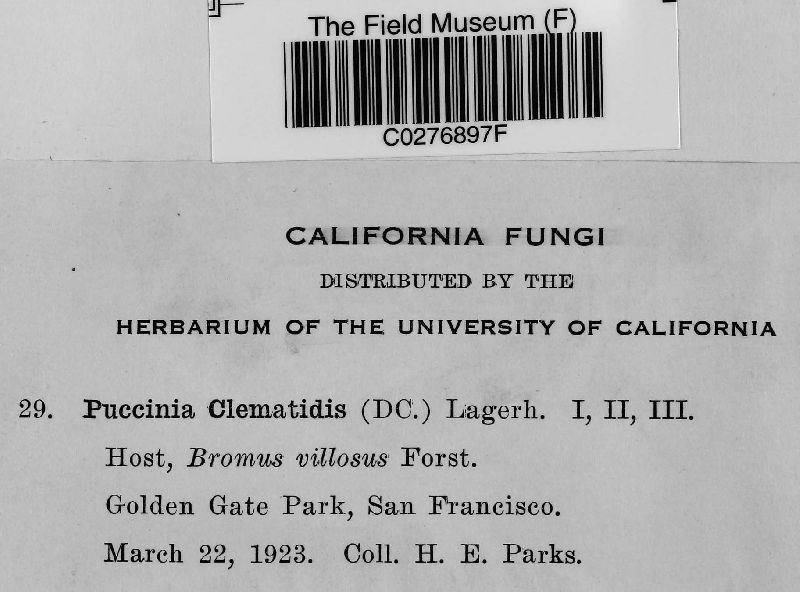 The Field Museum (F)
C0276897F
CALIFORNIA FUNGI
DISTRIBUTED BY THE
HERBARIUM OF THE UNIVERSITY OF CALIFORNIA
29. Puccinia Clematidis (DC.) Lagerh. I, II, III.
Host, Bromus villosus Forst.
Golden Gate Park, San Francisco.
March 22, 1923. Coll. H. E. Parks.